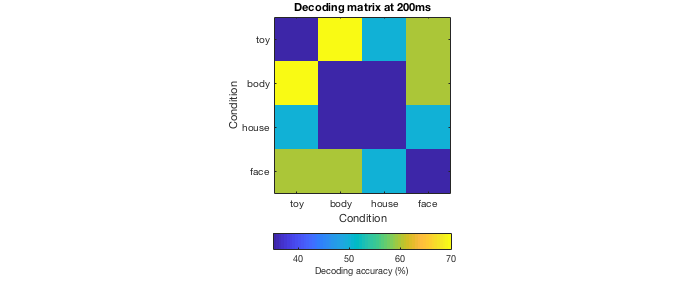 Decoding matrix at 200ms
toy
body
house
face
Condition
toy body house face
Condition
40 50 60 70
Decoding accuracy (%)